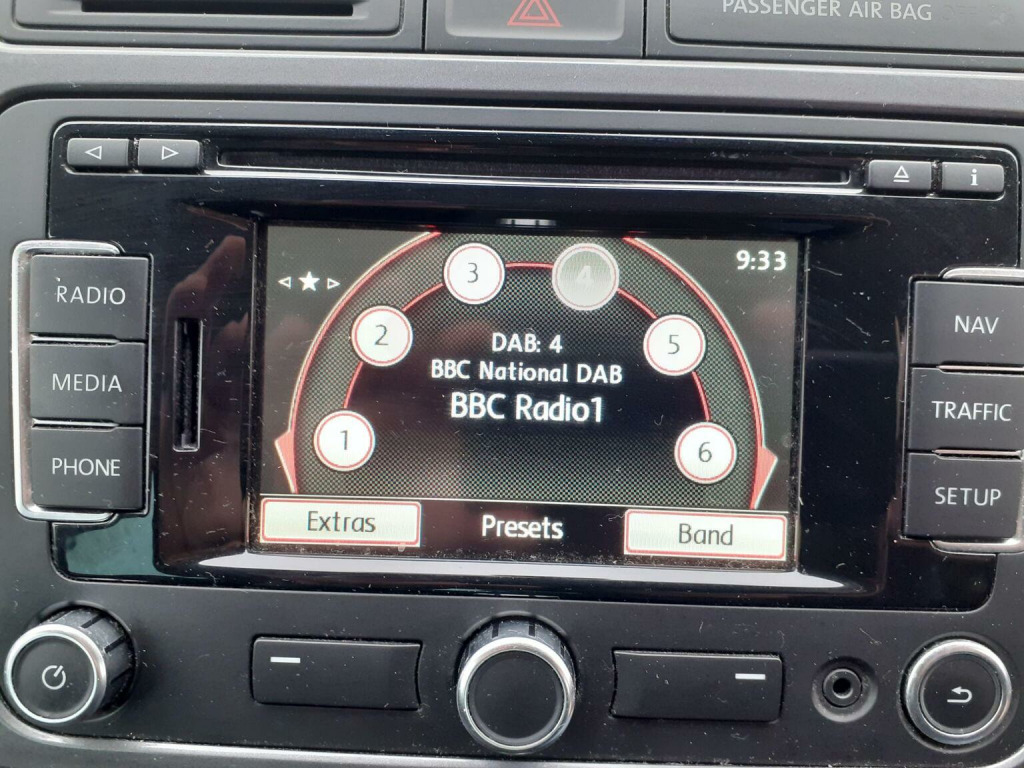 PASSENGER AIR BAG
i
RADIO
MEDIA
PHONE
9:33
3
4
2
5
1
6
DAB: 4
BBC National DAB
BBC Radio1
Extras
Presets
Band
NAV
TRAFFIC
SETUP